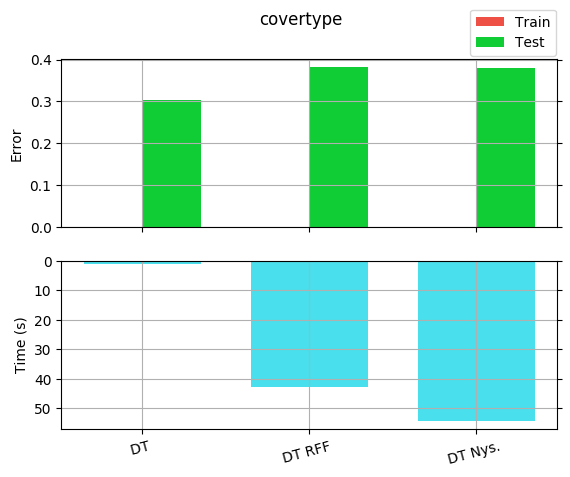 covertype
Train
Test
0.4
0.3
0.2
0.1
0.0
Error
0
10
20
30
40
50
Time (s)
DT
DT RFF
DT Nys.